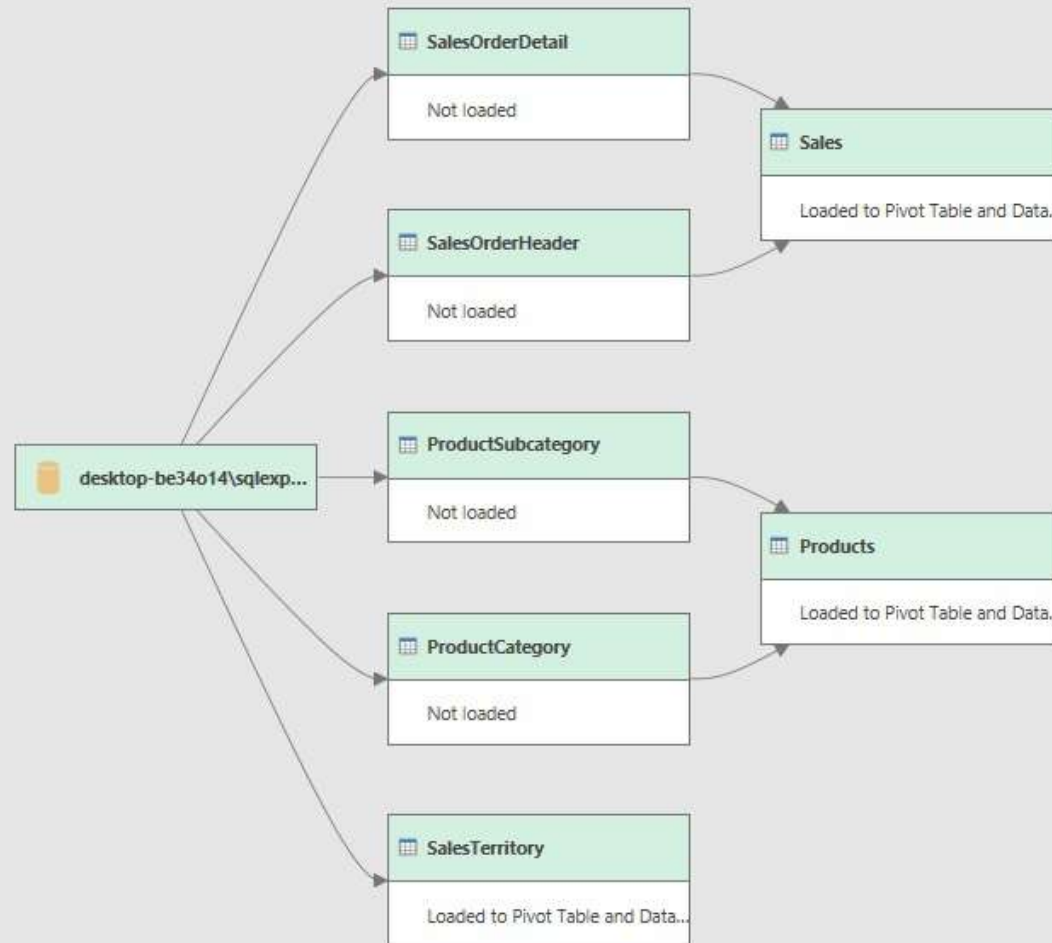 SalesOrderDetail
Not loaded
Sales
Loaded to Pivot Table and Data.
SalesOrderHeader
Not loaded
desktop-be34o14\sqlexp...
ProductSubcategory
Not loaded
Products
Loaded to Pivot Table and Data.
ProductCategory
Not loaded
SalesTerritory
Loaded to Pivot Table and Data...